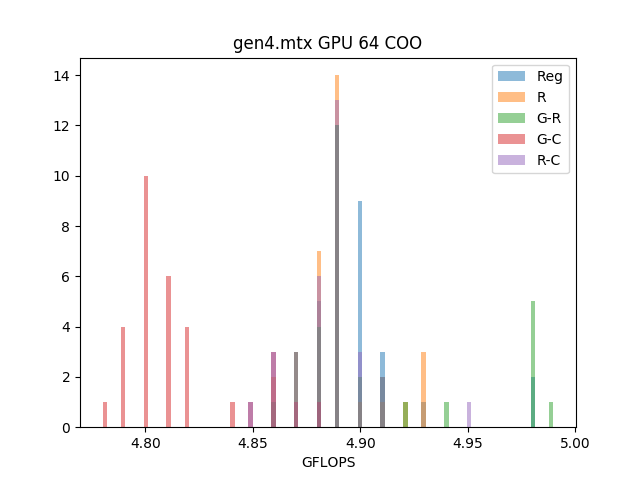 gen4.mtx GPU 64 COO
14
12
10
8
6
4
2
0
Reg
R
G-R
G-C
R-C
4.80 4.85 4.90 4.95 5.00
GFLOPS